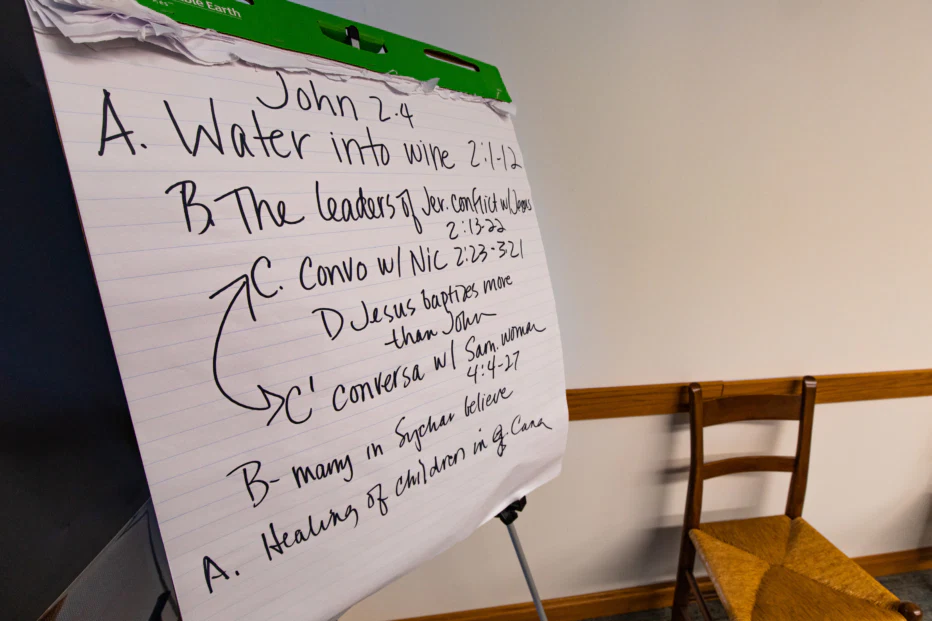 ble Earth
John 2.4
A. Water into wine 2:1-12
B. The leaders of Jer. conflict w/ Jesus
2:13-22
C. Convo w/ Nic 2:23-3:21
D Jesus baptizes more
than John
C' conversa w/ Sam. woman
4:4-27
B- many in Sychar believe
A. Healing of children in Cana